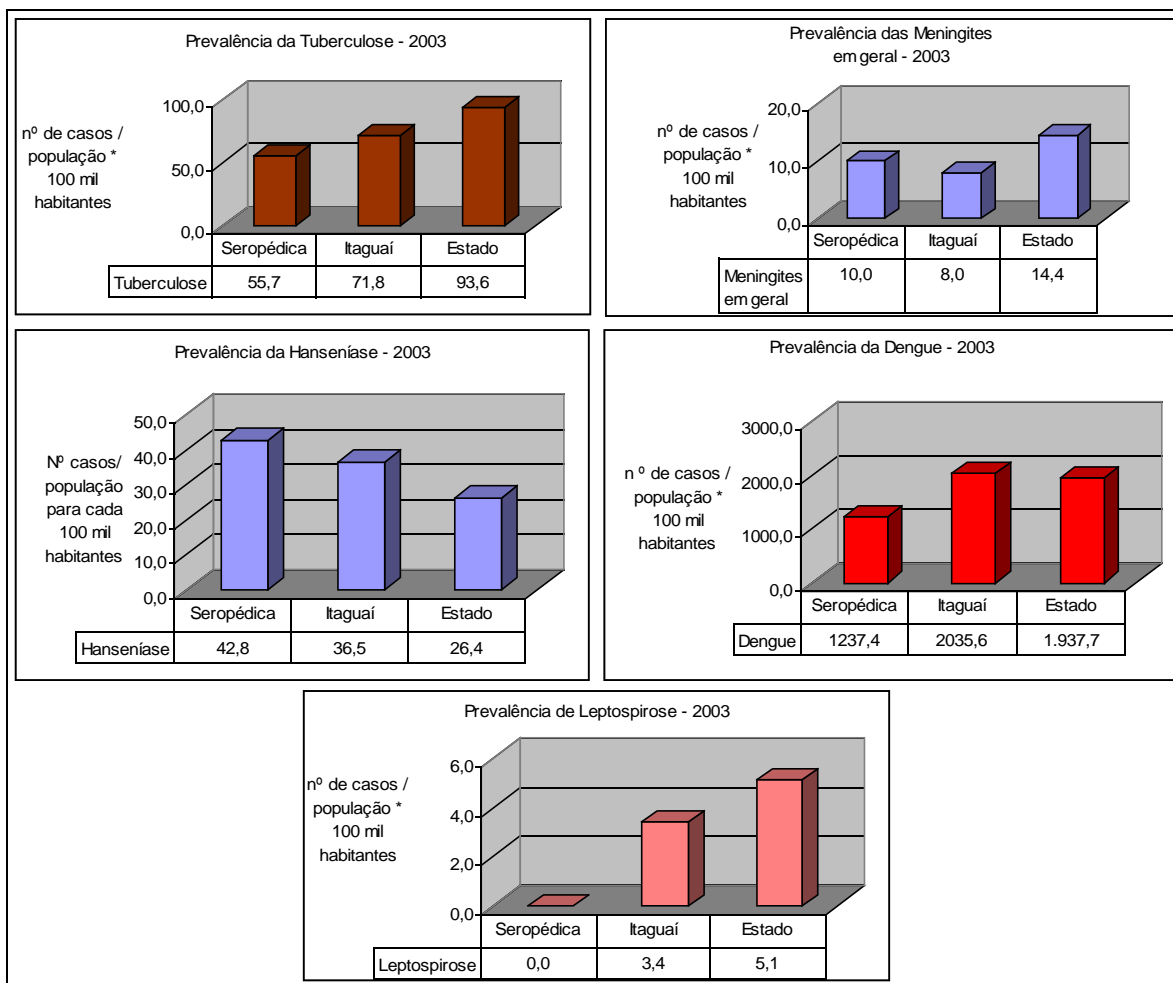 Prevalência da Tuberculose - 2003
nº de casos /
população *
100 mil
habitantes
100,0
50,0
0,0
Seropédica Itaguaí Estado
Tuberculose 55,7 71,8 93,6
Prevalência das Meningites
em geral - 2003
nº de casos /
população *
100 mil
habitantes
20,0
10,0
0,0
Seropédica Itaguaí Estado
Meningites
em geral 10,0 8,0 14,4
Prevalência da Hanseníase - 2003
Nº casos/
população
para cada
100 mil
habitantes
50,0
40,0
30,0
20,0
10,0
0,0
Seropédica Itaguaí Estado
Hanseníase 42,8 36,5 26,4
Prevalência da Dengue - 2003
n º de casos /
população *
100 mil
habitantes
3000,0
2000,0
1000,0
0,0
Seropédica Itaguaí Estado
Dengue 1237,4 2035,6 1.937,7
Prevalência de Leptospirose - 2003
nº de casos /
população *
100 mil
habitantes
6,0
4,0
2,0
0,0
Seropédica Itaguaí Estado
Leptospirose 0,0 3,4 5,1